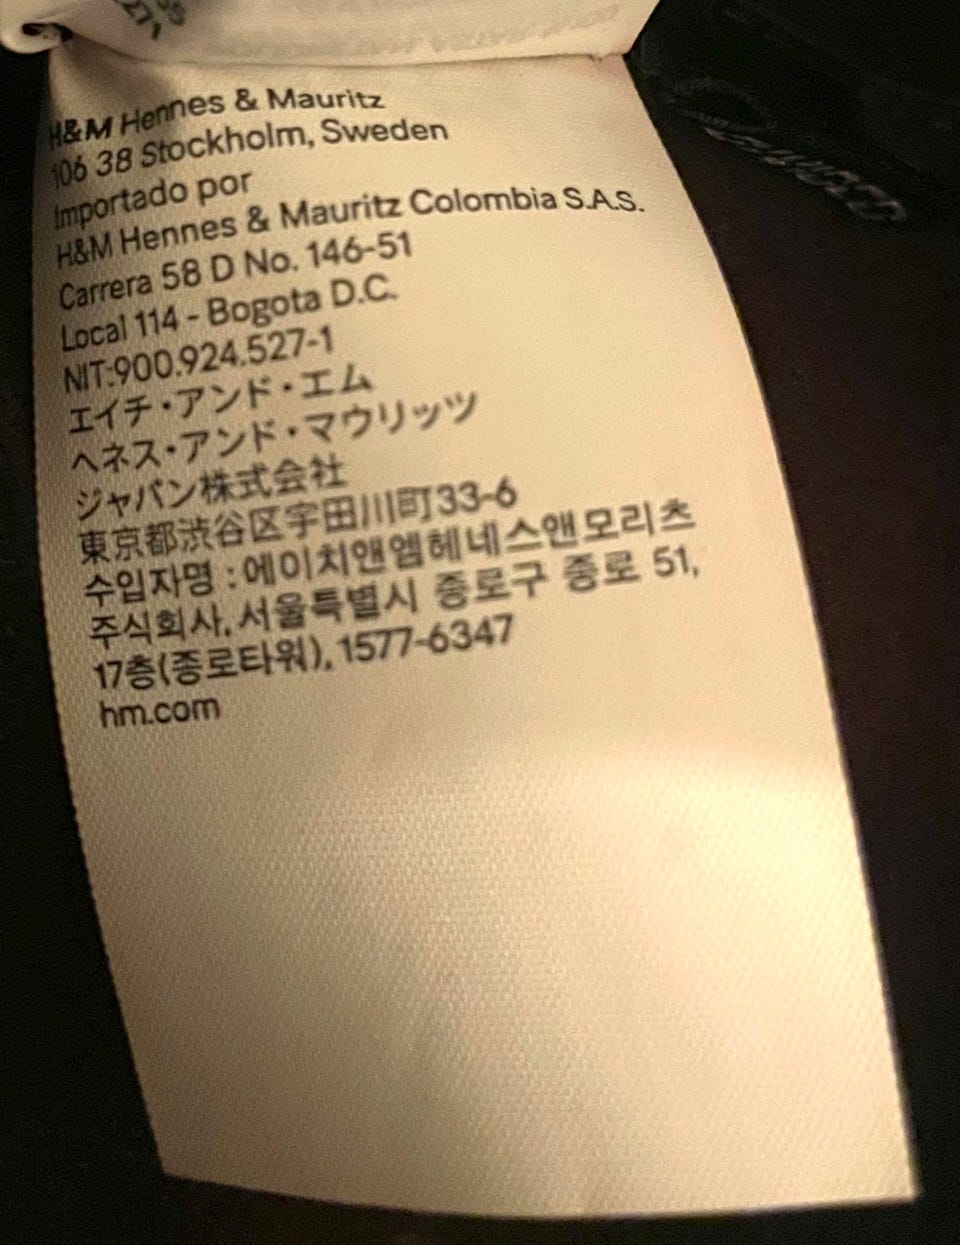 H&M Hennes & Mauritz
106 38 Stockholm, Sweden
Importado por
H&M Hennes & Mauritz Colombia S.A.S.
Carrera 58 D No. 146-51
Local 114 - Bogota D.C.
NIT:900.924.527-1
エイチ・アンド・エム
ヘネス・アンド・マウリッツ
ジャパン株式会社
東京都渋谷区宇田川町33-6
수입자명 : 에이치앤엠헤네스앤모리츠
주식회사, 서울특별시 종로구 종로 51,
17층(종로타워), 1577-6347
hm.com